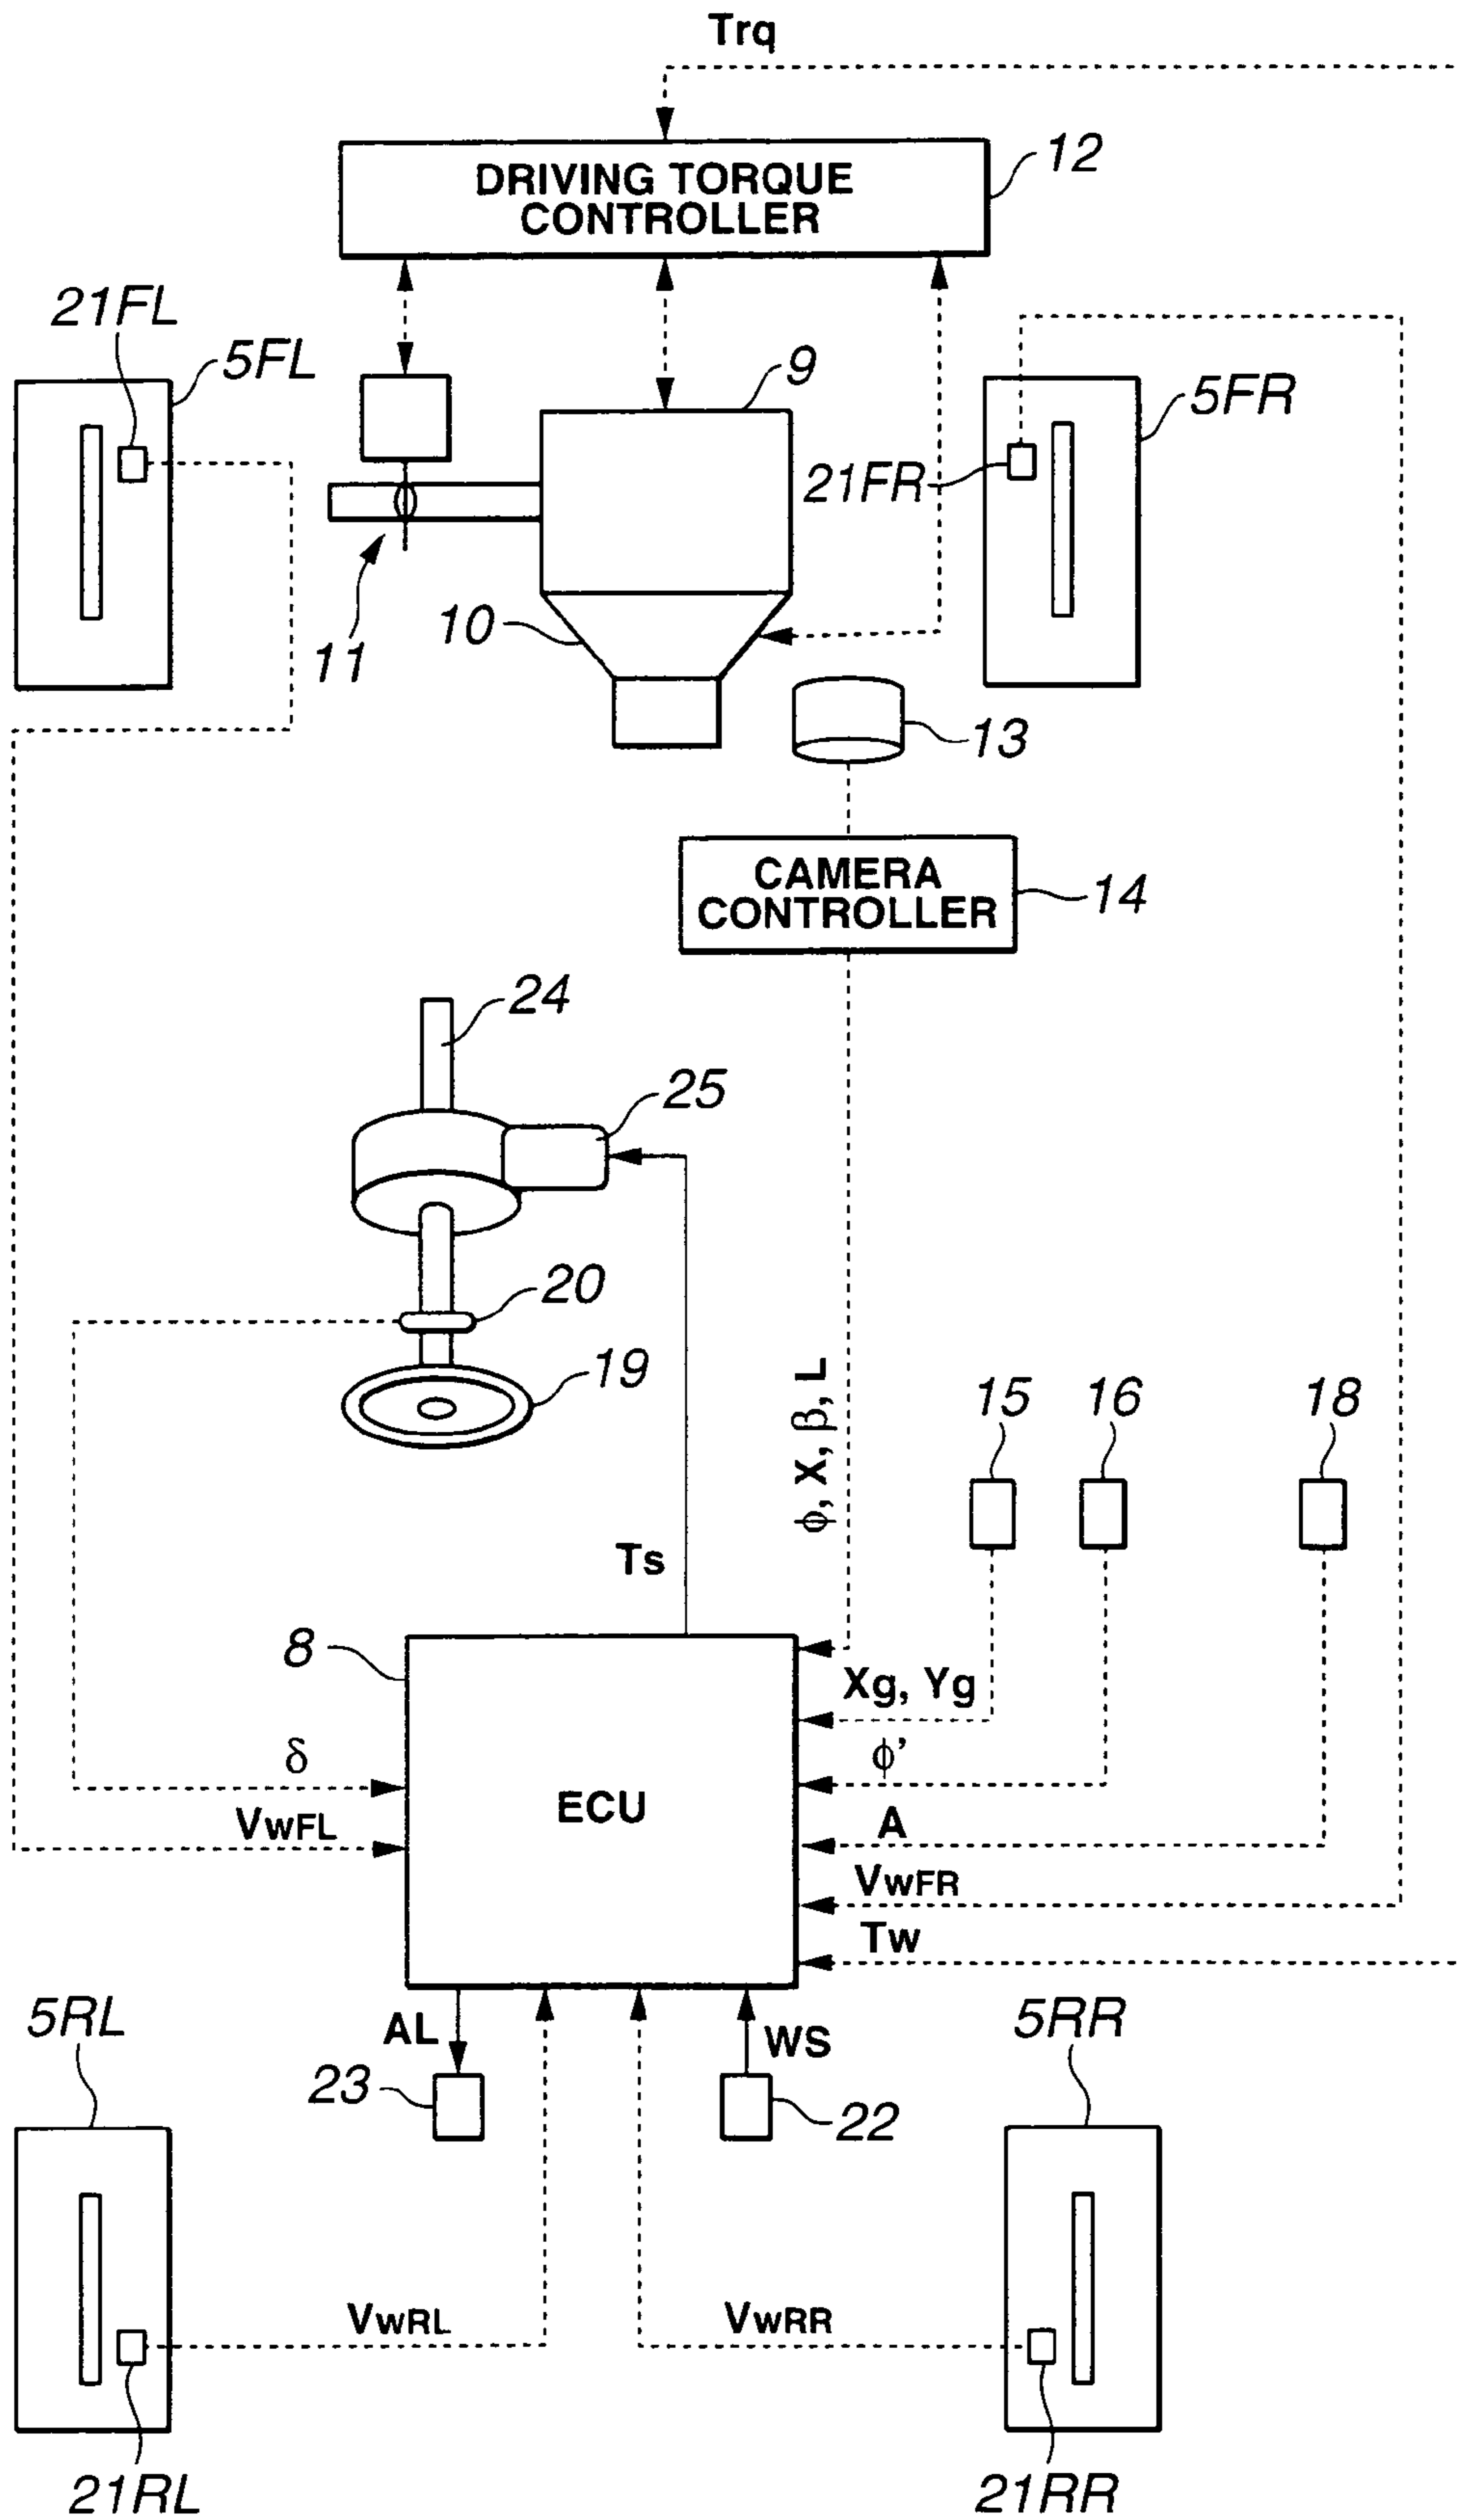 Trq
12
DRIVING TORQUE
CONTROLLER
21FL
5FL
9
5FR
21FR
10
11
13
CAMERA
CONTROLLER
14
24
25
20
19
ϕ, X, β, L
15
16
18
Ts
8
Xg, Yg
δ
ϕ’
ECU
VwFL
A
VwFR
Tw
5RL
AL
WS
5RR
23
22
VwRL
VwRR
21RL
21RR